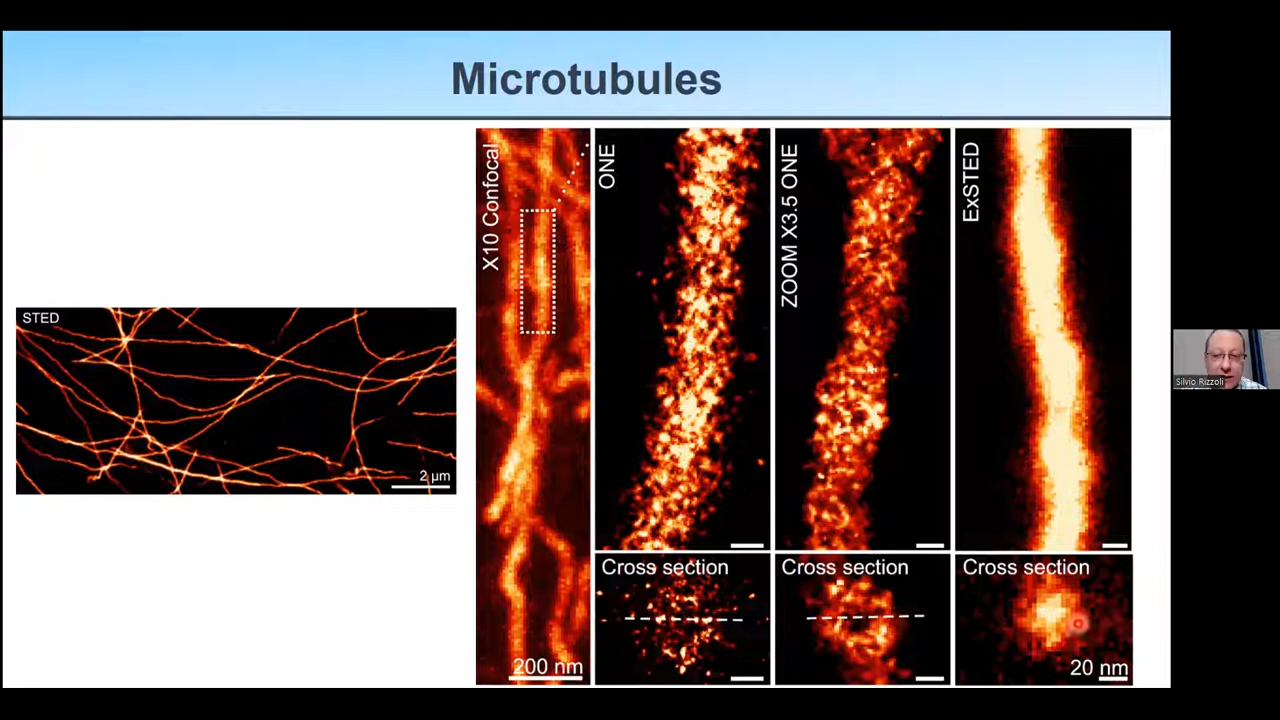 Microtubules
STED
2 μm
X10 Confocal
200 nm
ONE
Cross section
ZOOM X3.5 ONE
Cross section
ExSTED
Cross section
20 nm
Silvio Rizzoli